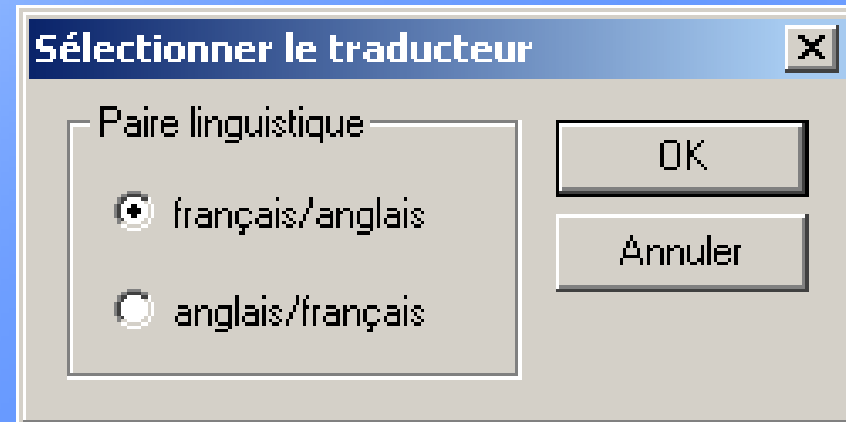 Sélectionner le traducteur
Paire linguistique
français/anglais
anglais/français
OK
Annuler